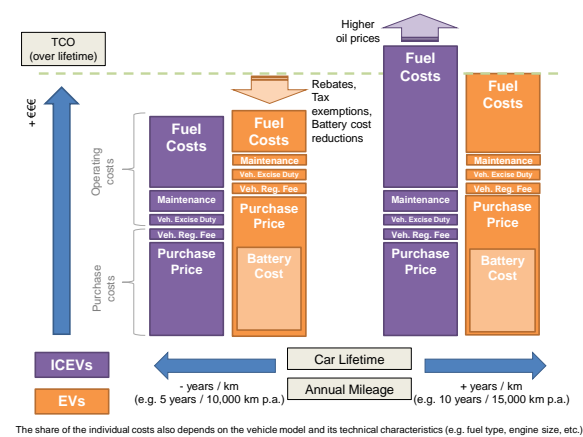 Higher
oil prices
TCO
(over lifetime)
+ €€€
Rebates,
Tax
exemptions,
Battery cost
reductions
Operating
costs
Purchase
costs
Fuel
Costs
Maintenance
Veh. Excise Duty
Veh. Reg. Fee
Purchase
Price
Fuel
Costs
Maintenance
Veh. Excise Duty
Veh. Reg. Fee
Purchase
Price
Battery
Cost
Fuel
Costs
Maintenance
Veh. Excise Duty
Veh. Reg. Fee
Purchase
Price
Fuel
Costs
Maintenance
Veh. Excise Duty
Veh. Reg. Fee
Purchase
Price
Battery
Cost
ICEVs
EVs
Car Lifetime
Annual Mileage
- years / km
(e.g. 5 years / 10,000 km p.a.)
+ years / km
(e.g. 10 years / 15,000 km p.a.)
The share of the individual costs also depends on the vehicle model and its technical characteristics (e.g. fuel type, engine size, etc.)